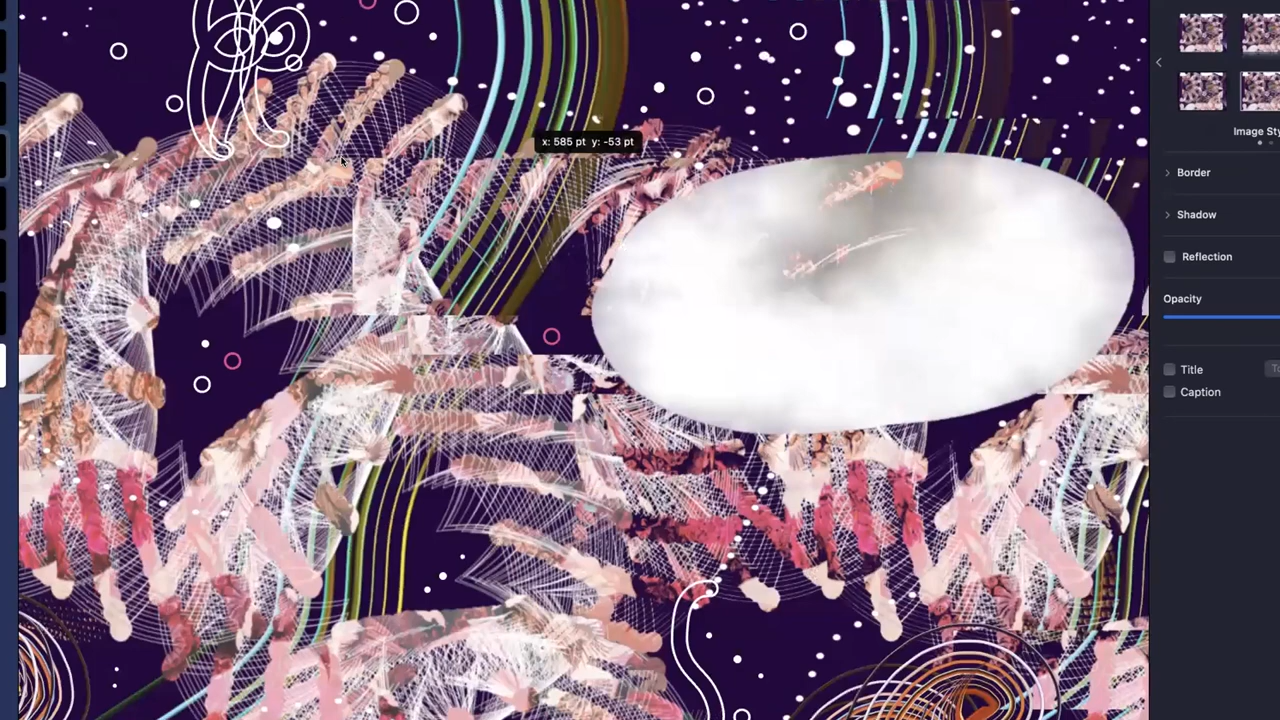 x: 585 pt y: -53 pt
Image Sty
Border
Shadow
Reflection
Opacity
Title
Caption